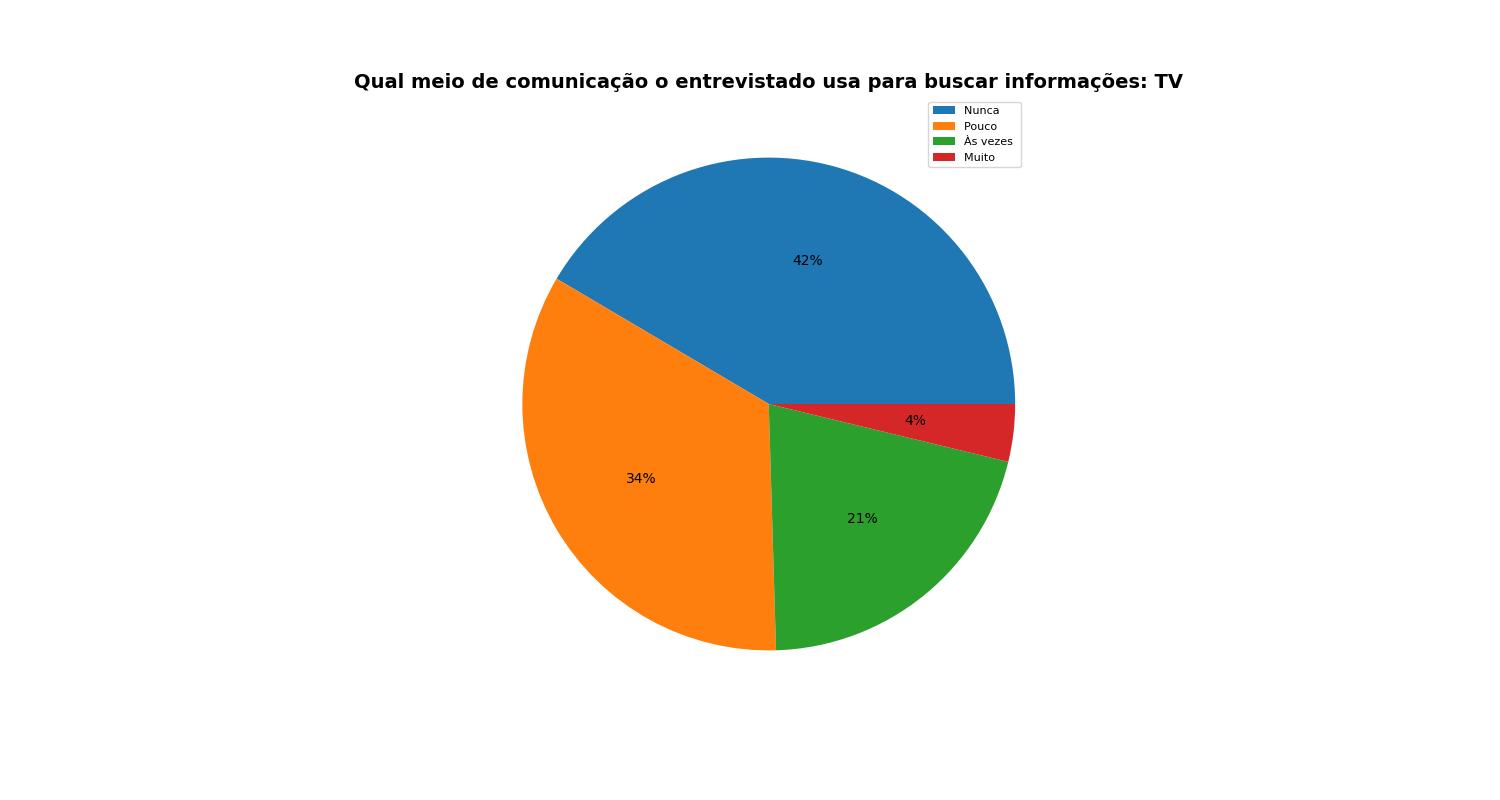 Qual meio de comunicação o entrevistado usa para buscar informações: TV
Nunca
Pouco
Às vezes
Muito
42%
34%
4%
21%